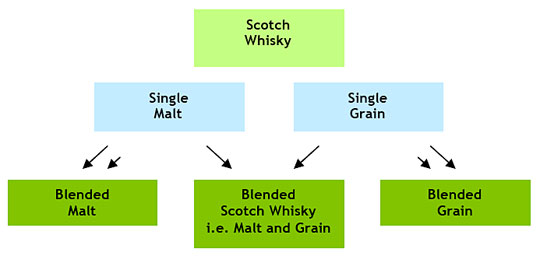 Scotch
Whisky
Single
Malt
Single
Grain
Blended
Malt
Blended
Scotch Whisky
i.e. Malt and Grain
Blended
Grain